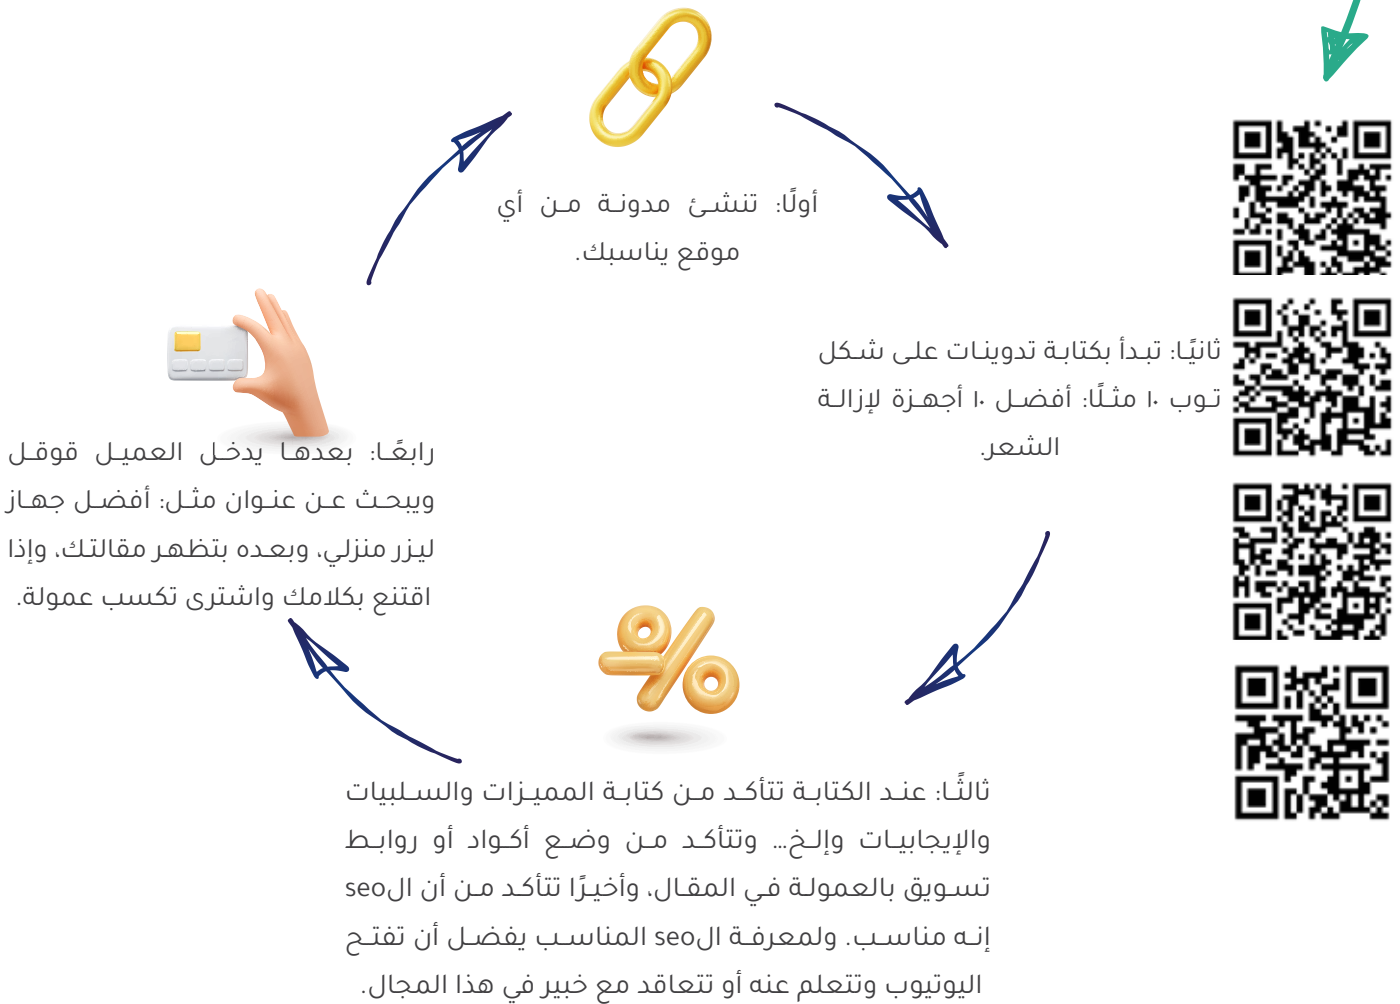 أولًا: تنشئ مدونة من أي
موقع يناسبك.
ثانيًا: تبدأ بكتابة تدوينات على شكل
توب ١٠ مثلًا: أفضل ١٠ أجهزة لإزالة
الشعر.
ثالثًا: عند الكتابة تتأكد من كتابة المميزات والسلبيات
والإيجابيات وإلخ... وتتأكد من وضع أكواد أو روابط
تسويق بالعمولة في المقال، وأخيرًا تتأكد من أن الseo
إنه مناسب. ولمعرفة الseo المناسب يفضل أن تفتح
اليوتيوب وتتعلم عنه أو تتعاقد مع خبير في هذا المجال.
رابعًا: بعدها يدخل العميل قوقل
ويبحث عن عنوان مثل: أفضل جهاز
ليزر منزلي، وبعده بتظهر مقالتك، وإذا
اقتنع بكلامك واشترى تكسب عمولة.